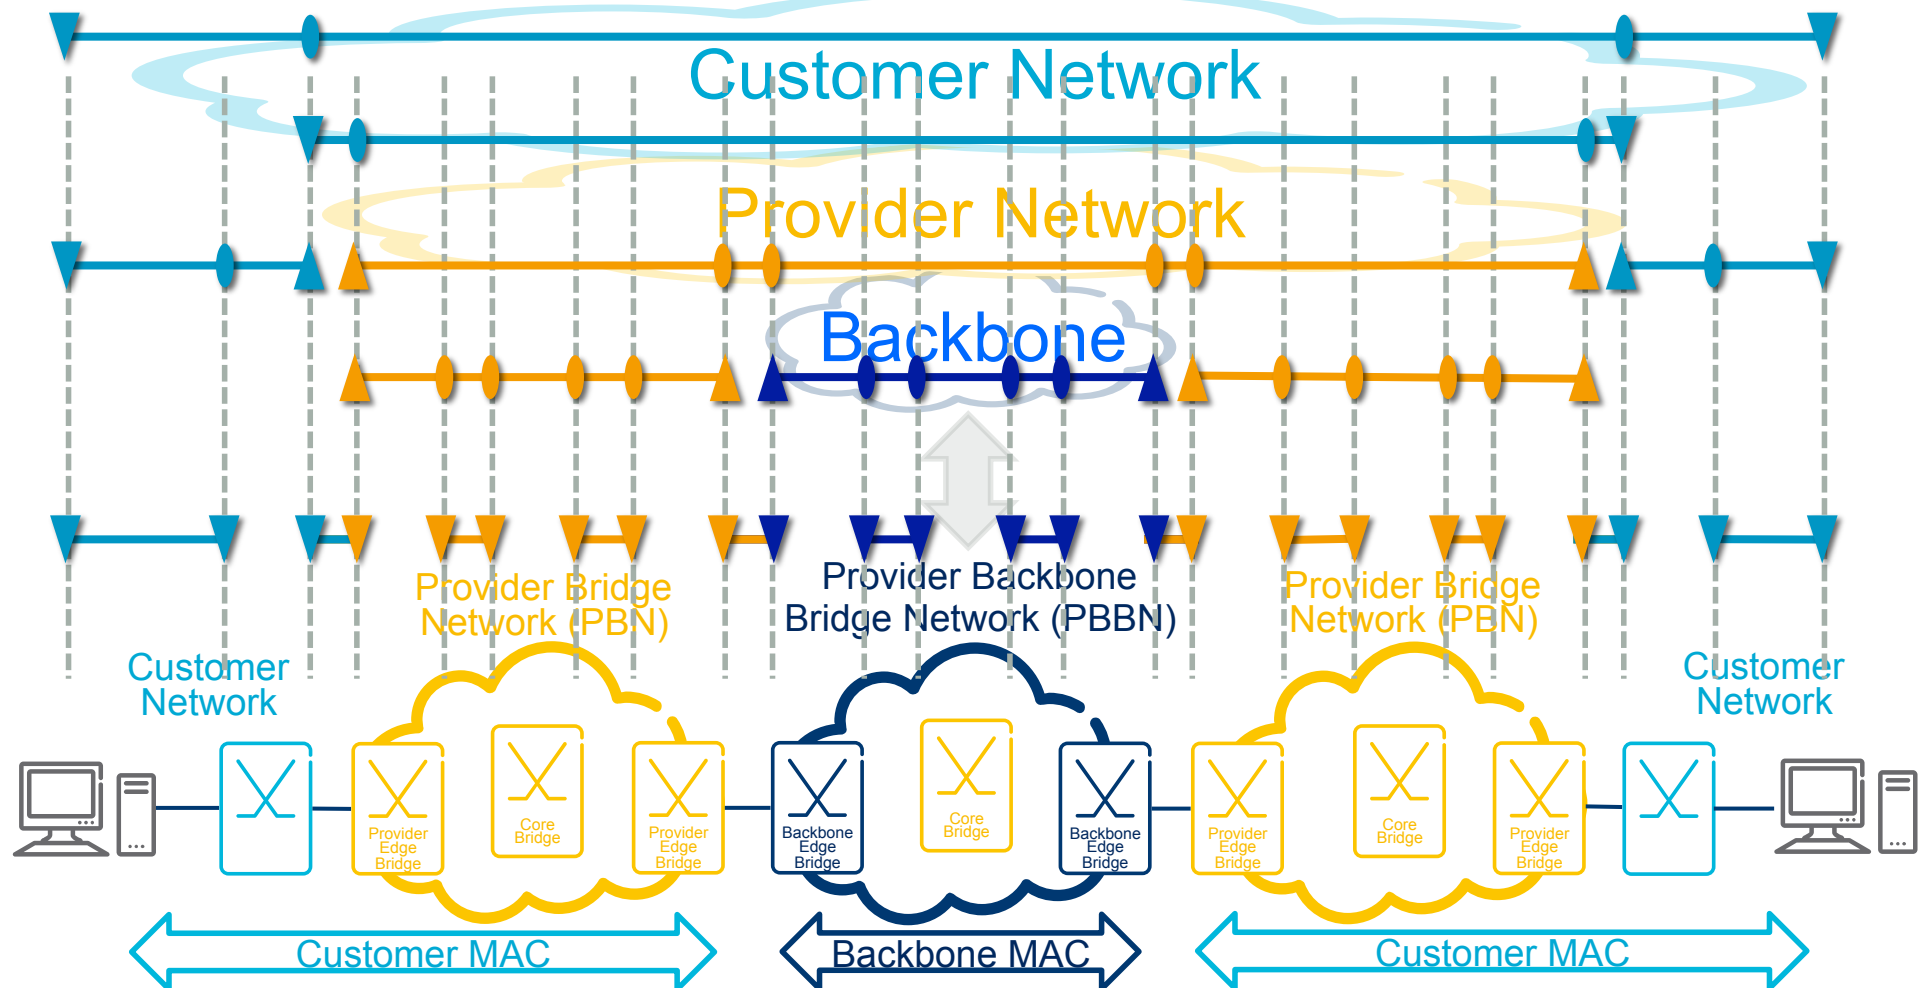 Customer Network
Provider Network
Backbone
Provider Bridge
Network (PBN)
Provider Backbone
Bridge Network (PBBN)
Provider Bridge
Network (PBN)
Customer
Network
Customer
Network
Provider
Edge
Bridge
Core
Bridge
Provider
Edge
Bridge
Backbone
Edge
Bridge
Core
Bridge
Backbone
Edge
Bridge
Provider
Edge
Bridge
Core
Bridge
Provider
Edge
Bridge
Customer MAC
Backbone MAC
Customer MAC